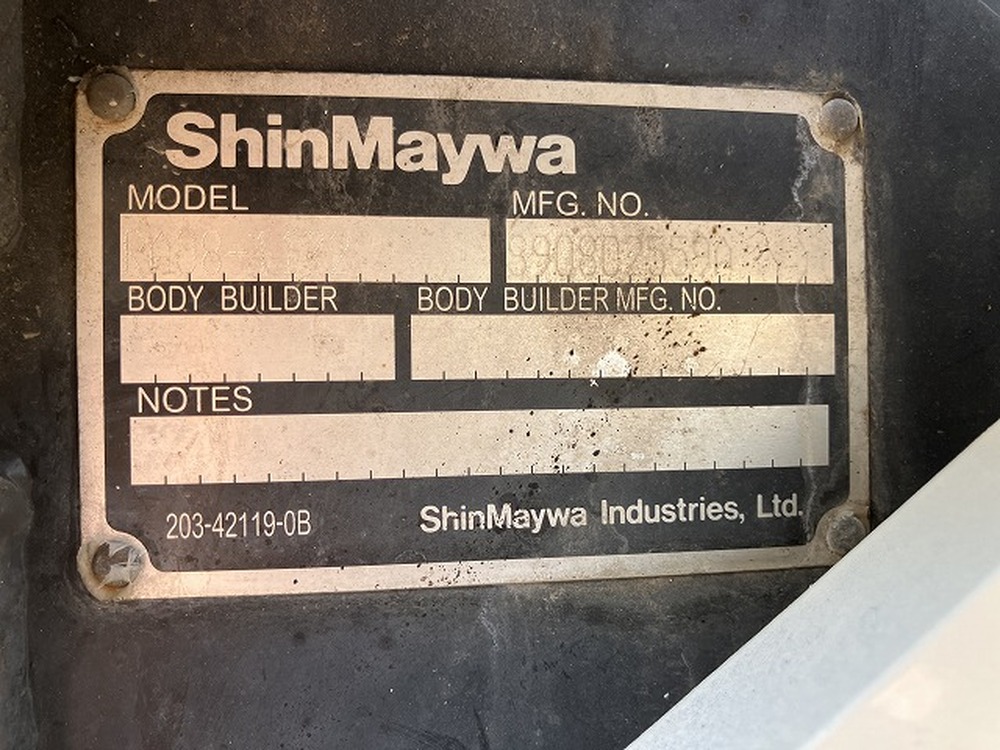 ShinMaywa
MODEL
MFG. NO.
BODY BUILDER
BODY BUILDER MFG. NO.
NOTES
203-42119-0B
ShinMaywa Industries, Ltd.